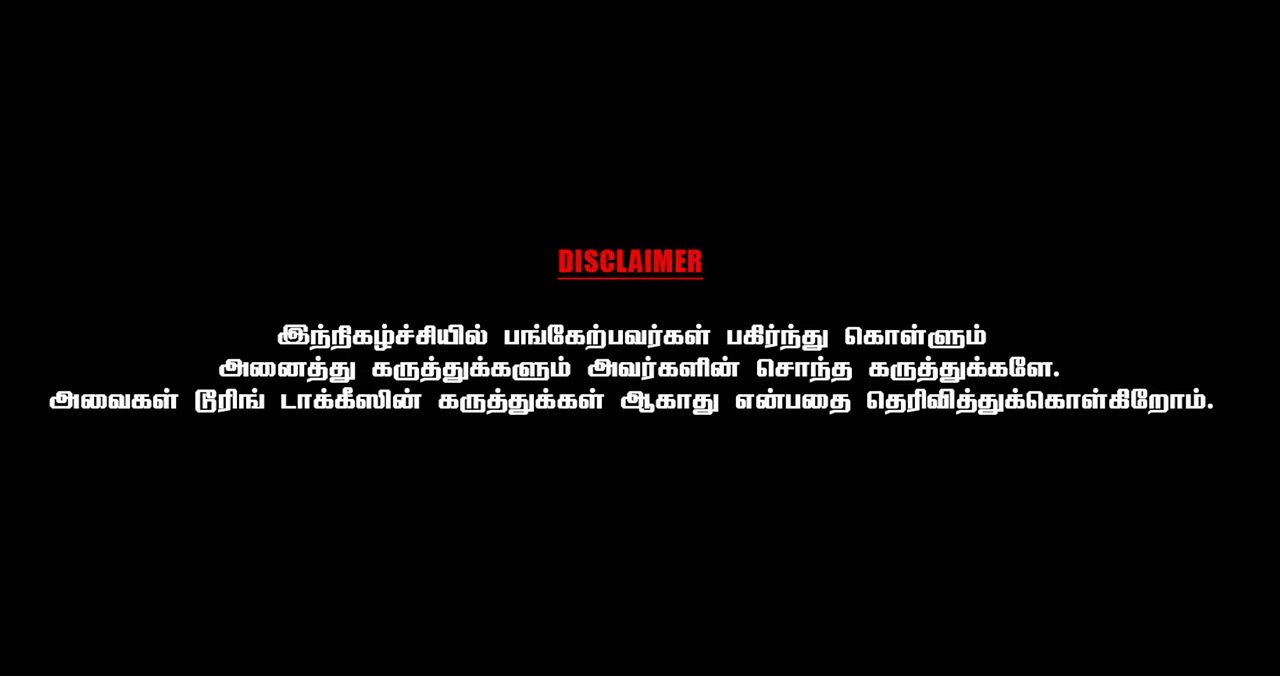 DISCLAIMER
இந்நிகழ்ச்சியில் பங்கேற்பவர்கள் பகிர்ந்து கொள்ளும்
அனைத்து கருத்துக்களும் அவர்களின் சொந்த கருத்துக்களே.
அவைகள் டூரிங் டாக்கீஸின் கருத்துக்கள் ஆகாது என்பதை தெரிவித்துக்கொள்கிறோம்.